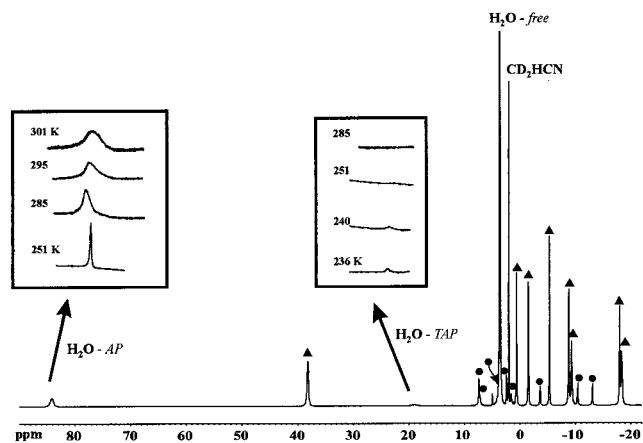 H₂O - free
CD₂HCN
301 K
295
285
251 K
285
251
240
236 K
H₂O - AP
H₂O - TAP
ppm 80 70 60 50 40 30 20 10 0 -10 -20